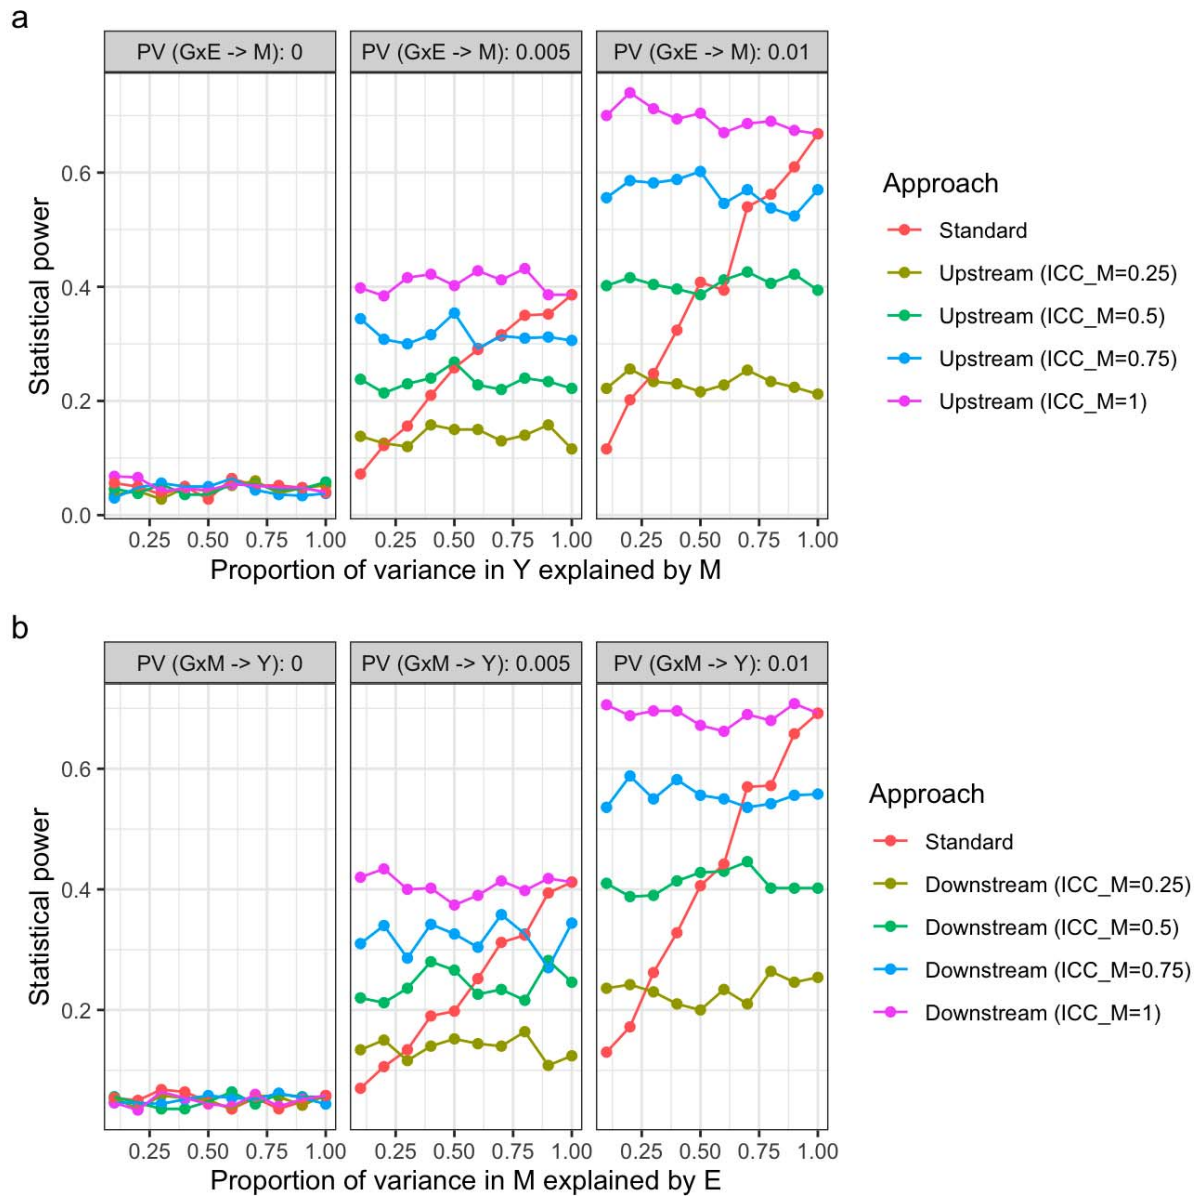 a
PV (GxE -> M): 0
PV (GxE -> M): 0.005
PV (GxE -> M): 0.01
Statistical power
0.6
0.4
0.2
0.0
0.25 0.50 0.75 1.00
0.25 0.50 0.75 1.00
0.25 0.50 0.75 1.00
Proportion of variance in Y explained by M
Approach
Standard
Upstream (ICC_M=0.25)
Upstream (ICC_M=0.5)
Upstream (ICC_M=0.75)
Upstream (ICC_M=1)
b
PV (GxM -> Y): 0
PV (GxM -> Y): 0.005
PV (GxM -> Y): 0.01
Statistical power
0.6
0.4
0.2
0.25 0.50 0.75 1.00
0.25 0.50 0.75 1.00
0.25 0.50 0.75 1.00
Proportion of variance in M explained by E
Approach
Standard
Downstream (ICC_M=0.25)
Downstream (ICC_M=0.5)
Downstream (ICC_M=0.75)
Downstream (ICC_M=1)